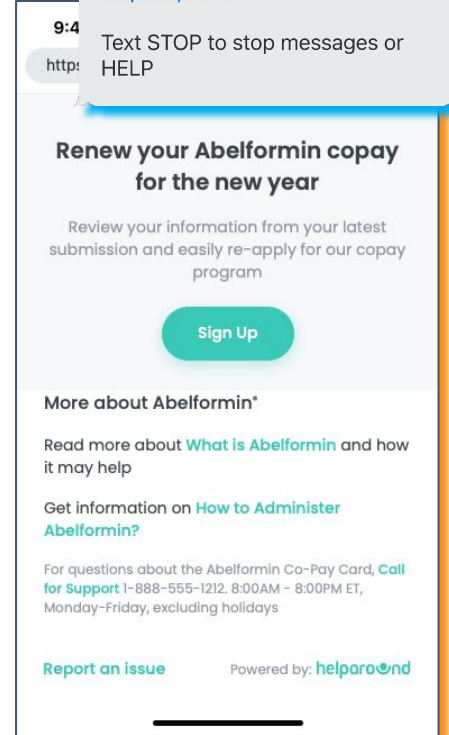 Text STOP to stop messages or
HELP
9:4
https
Renew your Abelformin copay
for the new year
Review your information from your latest
submission and easily re-apply for our copay
program
Sign Up
More about Abelformin*
Read more about What is Abelformin and how
it may help
Get information on How to Administer
Abelformin?
For questions about the Abelformin Co-Pay Card, Call
for Support 1-888-555-1212. 8:00AM - 8:00PM ET,
Monday-Friday, excluding holidays
Report an issue
Powered by: helparound